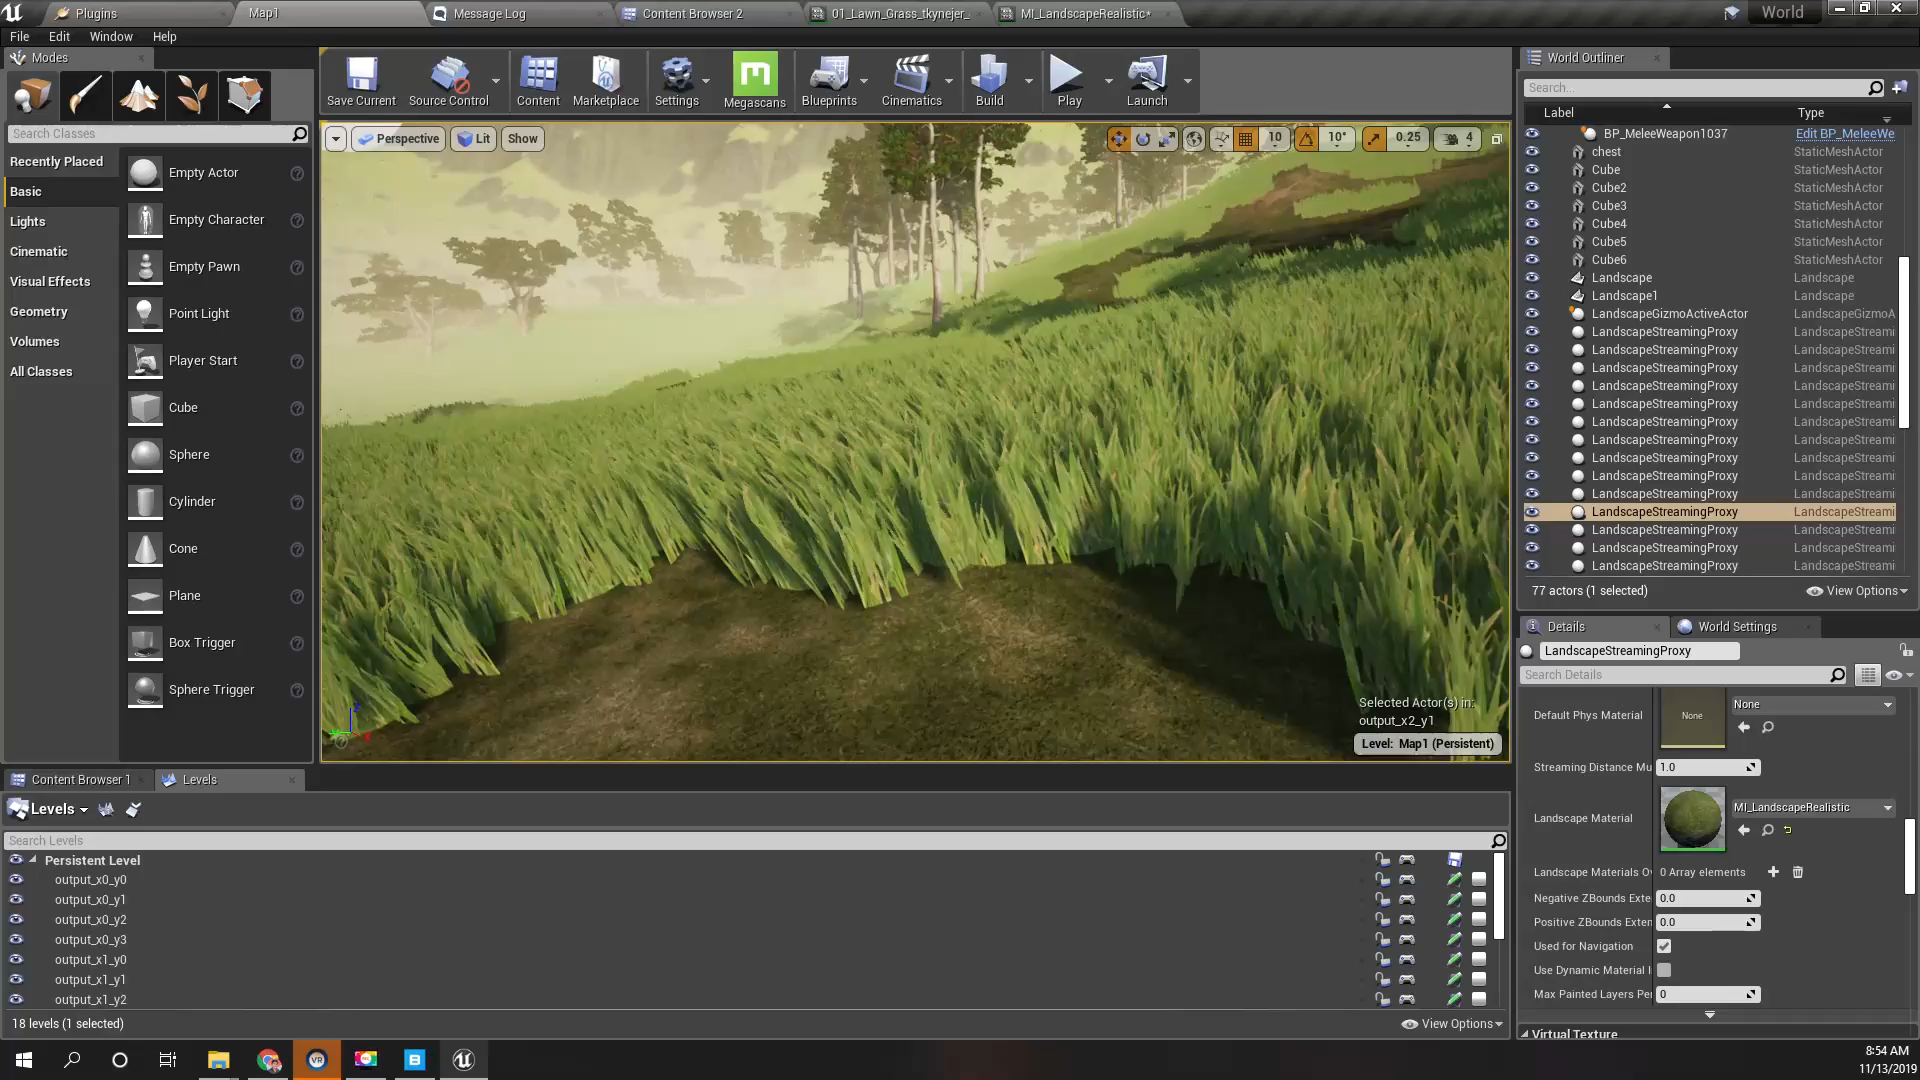 Plugins
Map1
Message Log
Content Browser 2
01_Lawn_Grass_tkynejer_
MI_LandscapeRealistic*
World
File Edit Window Help
Modes
Search Classes
Recently Placed
Basic
Lights
Cinematic
Visual Effects
Geometry
Volumes
All Classes
Empty Actor
Empty Character
Empty Pawn
Point Light
Player Start
Cube
Sphere
Cylinder
Cone
Plane
Box Trigger
Sphere Trigger
Save Current
Source Control
Content
Marketplace
Settings
Megascans
Blueprints
Cinematics
Build
Play
Launch
Perspective
Lit
Show
10
10°
0.25
4
Selected Actor(s) in:
output_x2_y1
Level: Map1 (Persistent)
World Outliner
Search...
Label Type
BP_MeleeWeapon1037 Edit BP_MeleeWe
chest StaticMeshActor
Cube StaticMeshActor
Cube2 StaticMeshActor
Cube3 StaticMeshActor
Cube4 StaticMeshActor
Cube5 StaticMeshActor
Cube6 StaticMeshActor
Landscape Landscape
Landscape1 Landscape
LandscapeGizmoActiveActor LandscapeGizmoA
LandscapeStreamingProxy LandscapeStreami
LandscapeStreamingProxy LandscapeStreami
LandscapeStreamingProxy LandscapeStreami
LandscapeStreamingProxy LandscapeStreami
LandscapeStreamingProxy LandscapeStreami
LandscapeStreamingProxy LandscapeStreami
LandscapeStreamingProxy LandscapeStreami
LandscapeStreamingProxy LandscapeStreami
LandscapeStreamingProxy LandscapeStreami
LandscapeStreamingProxy LandscapeStreami
LandscapeStreamingProxy LandscapeStreami
LandscapeStreamingProxy LandscapeStreami
LandscapeStreamingProxy LandscapeStreami
LandscapeStreamingProxy LandscapeStreami
77 actors (1 selected) View Options
Details
World Settings
LandscapeStreamingProxy
Search Details
Default Phys Material None None
Streaming Distance Mu 1.0
Landscape Material MI_LandscapeRealistic
Landscape Materials O 0 Array elements
Negative ZBounds Exte 0.0
Positive ZBounds Exten 0.0
Used for Navigation
Use Dynamic Material I
Max Painted Layers Pe 0
Virtual Texture
Content Browser 1
Levels
Levels
Search Levels
Persistent Level
output_x0_y0
output_x0_y1
output_x0_y2
output_x0_y3
output_x1_y0
output_x1_y1
output_x1_y2
18 levels (1 selected) View Options
8:54 AM
11/13/2019